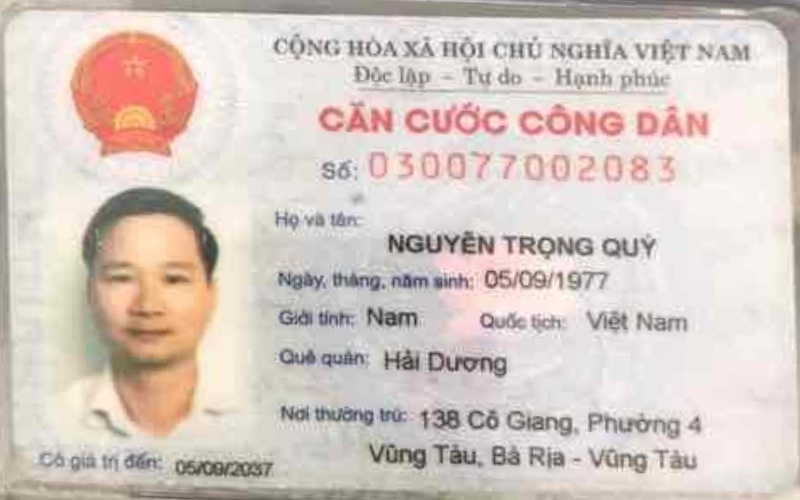 CỘNG HÒA XÃ HỘI CHỦ NGHĨA VIỆT NAM
Độc lập - Tự do - Hạnh phúc
CĂN CƯỚC CÔNG DÂN
Số: 030077002083
Họ và tên:
NGUYỄN TRỌNG QUÝ
Ngày, tháng, năm sinh: 05/09/1977
Giới tính: Nam Quốc tịch: Việt Nam
Quê quán: Hải Dương
Nơi thường trú: 138 Cô Giang, Phường 4
Vũng Tàu, Bà Rịa - Vũng Tàu
Có giá trị đến: 05/09/2037